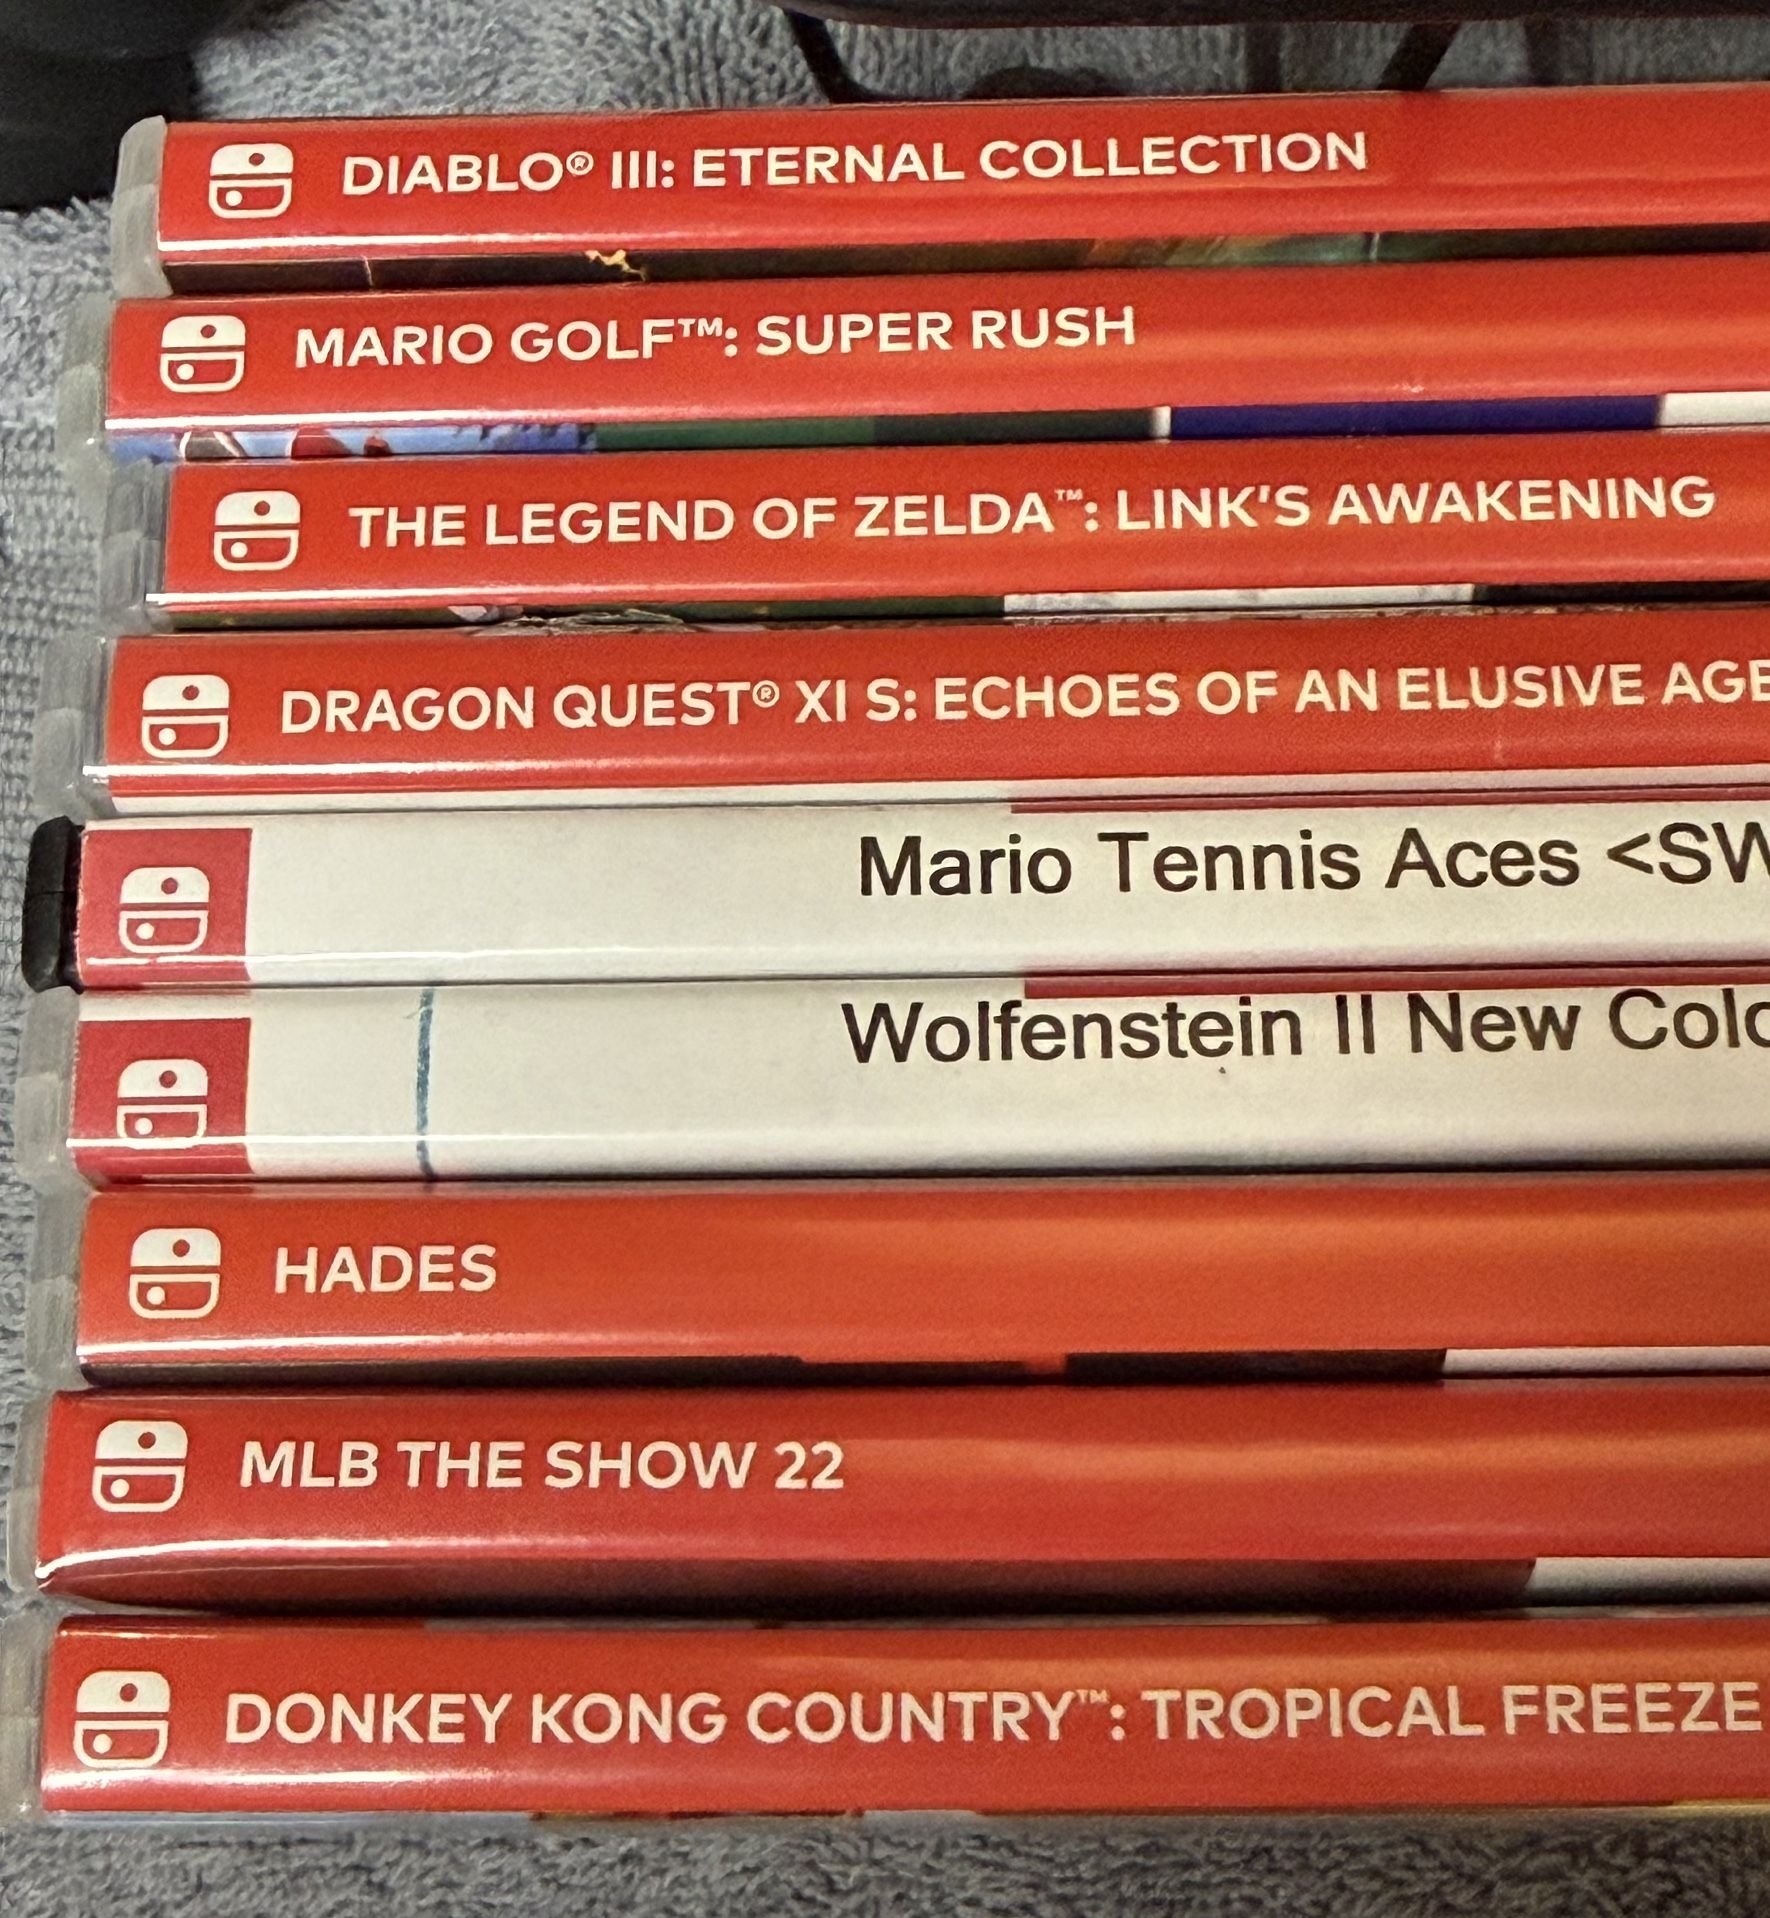 DIABLO® III: ETERNAL COLLECTION
MARIO GOLF™: SUPER RUSH
THE LEGEND OF ZELDA™: LINK'S AWAKENING
DRAGON QUEST® XI S: ECHOES OF AN ELUSIVE AGE
Mario Tennis Aces <SW
Wolfenstein II New Colo
HADES
MLB THE SHOW 22
DONKEY KONG COUNTRY™: TROPICAL FREEZE